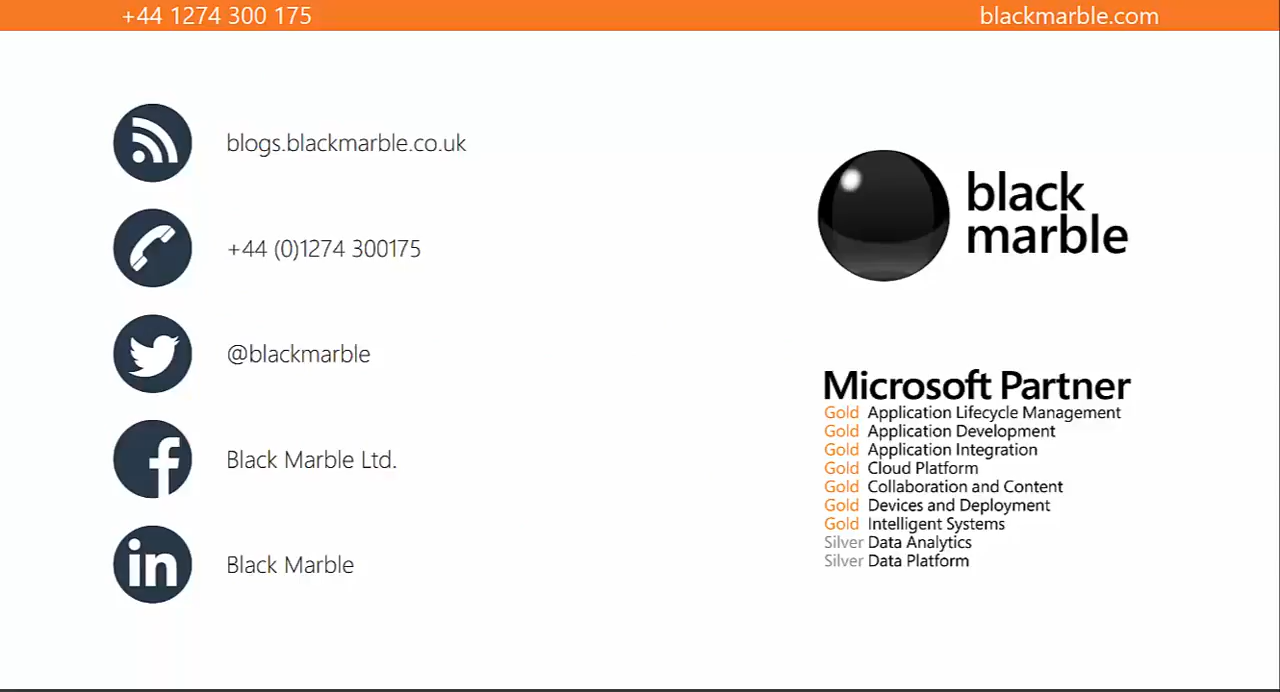 +44 1274 300 175
blackmarble.com
blogs.blackmarble.co.uk
+44 (0)1274 300175
@blackmarble
Black Marble Ltd.
in
Black Marble
black
marble
Microsoft Partner
Gold Application Lifecycle Management
Gold Application Development
Gold Application Integration
Gold Cloud Platform
Gold Collaboration and Content
Gold Devices and Deployment
Gold Intelligent Systems
Silver Data Analytics
Silver Data Platform